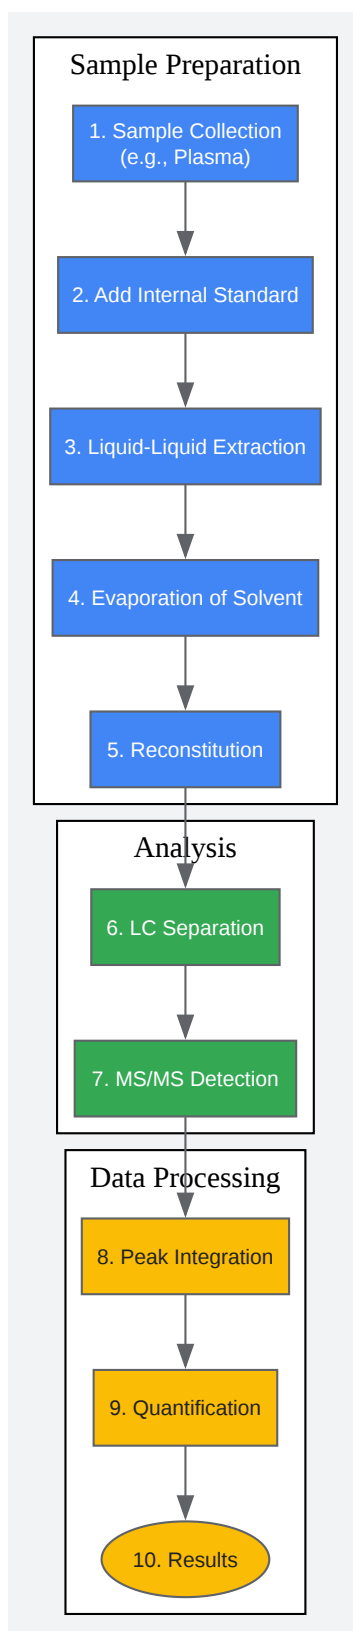 Sample Preparation
1. Sample Collection
(e.g., Plasma)
2. Add Internal Standard
3. Liquid-Liquid Extraction
4. Evaporation of Solvent
5. Reconstitution
Analysis
6. LC Separation
7. MS/MS Detection
Data Processing
8. Peak Integration
9. Quantification
10. Results